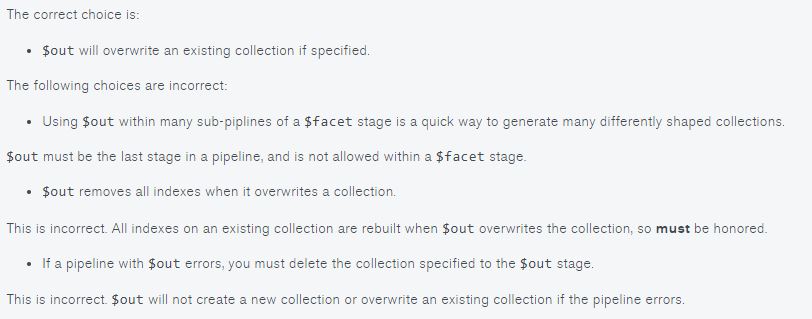 The correct choice is:
• $out will overwrite an existing collection if specified.
The following choices are incorrect:
• Using $out within many sub-piplines of a $facet stage is a quick way to generate many differently shaped collections.
$out must be the last stage in a pipeline, and is not allowed within a $facet stage.
• $out removes all indexes when it overwrites a collection.
This is incorrect. All indexes on an existing collection are rebuilt when $out overwrites the collection, so must be honored.
• If a pipeline with $out errors, you must delete the collection specified to the $out stage.
This is incorrect. $out will not create a new collection or overwrite an existing collection if the pipeline errors.